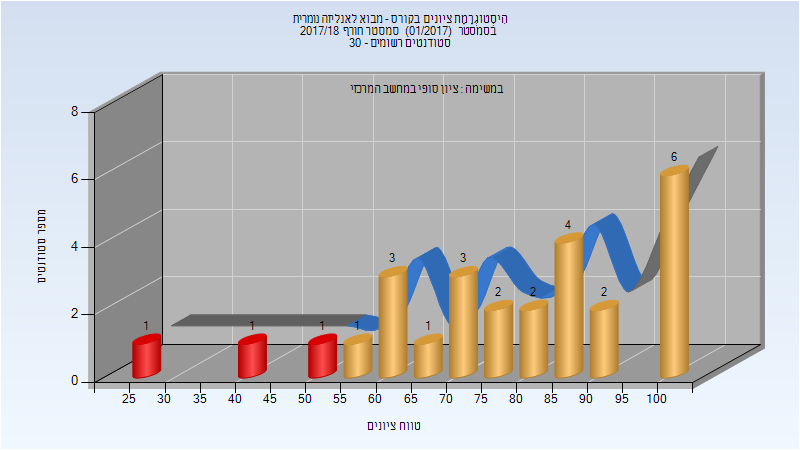 היסטוגרמת ציונים בקורס - מבוא לאנליזה נומרית
בסמסטר (01/2017) סמסטר חורף 2017/18
סטודנטים רשומים - 30
במשימה : ציון סופי במחשב המרכזי
מספר סטודנטים
8
6
4
2
0
1
1
1
1
3
1
3
2
2
4
2
6
25 30 35 40 45 50 55 60 65 70 75 80 85 90 95 100
טווח ציונים